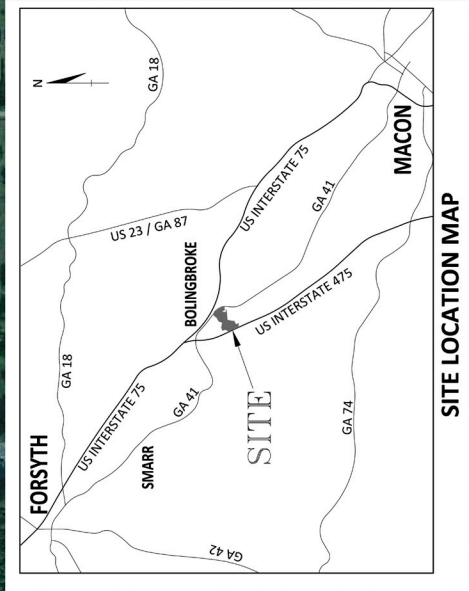 N
GA 18
FORSYTH
GA 18
US 23 / GA 87
US INTERSTATE 75
BOLINGBROKE
US INTERSTATE 75
GA 41
SMARR
GA 41
US INTERSTATE 475
SITE
MACON
GA 42
GA 74
SITE LOCATION MAP